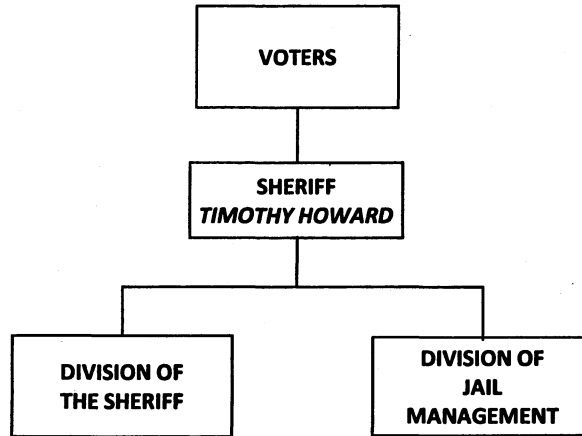 VOTERS
SHERIFF
TIMOTHY HOWARD
DIVISION OF
THE SHERIFF
DIVISION OF
JAIL
MANAGEMENT